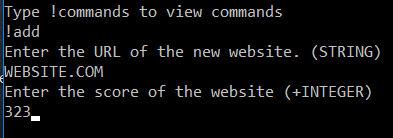 Type !commands to view commands
!add
Enter the URL of the new website. (STRING)
WEBSITE.COM
Enter the score of the website (+INTEGER)
323